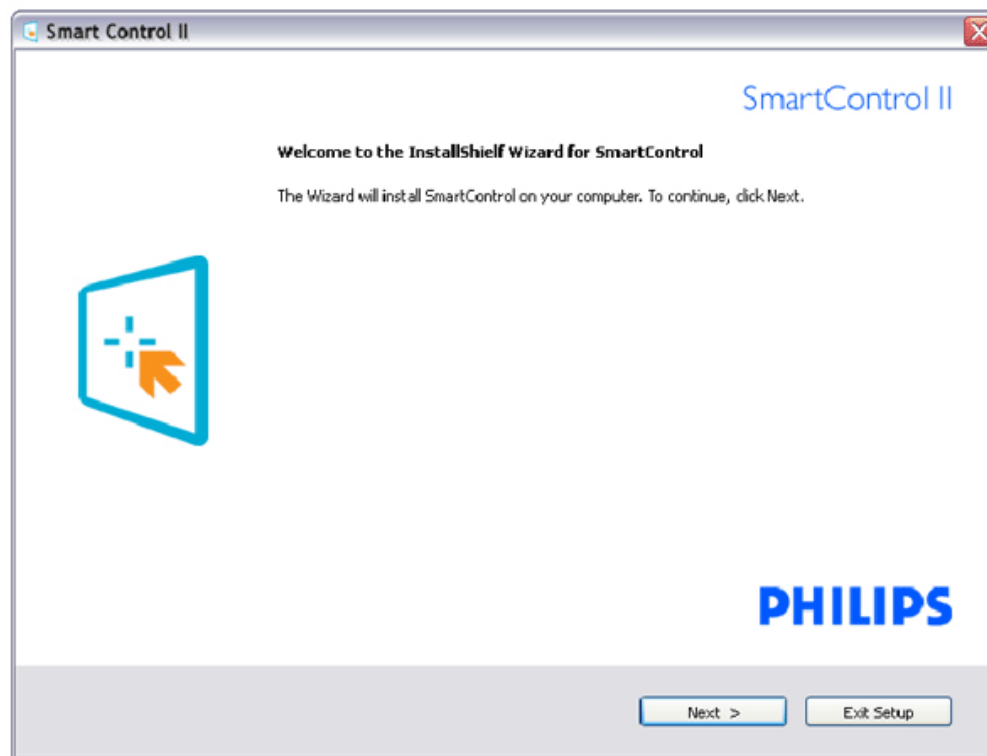 Smart Control II
SmartControl II
Welcome to the InstallShielf Wizard for SmartControl
The Wizard will install SmartControl on your computer. To continue, click Next.
PHILIPS
Next >
Exit Setup